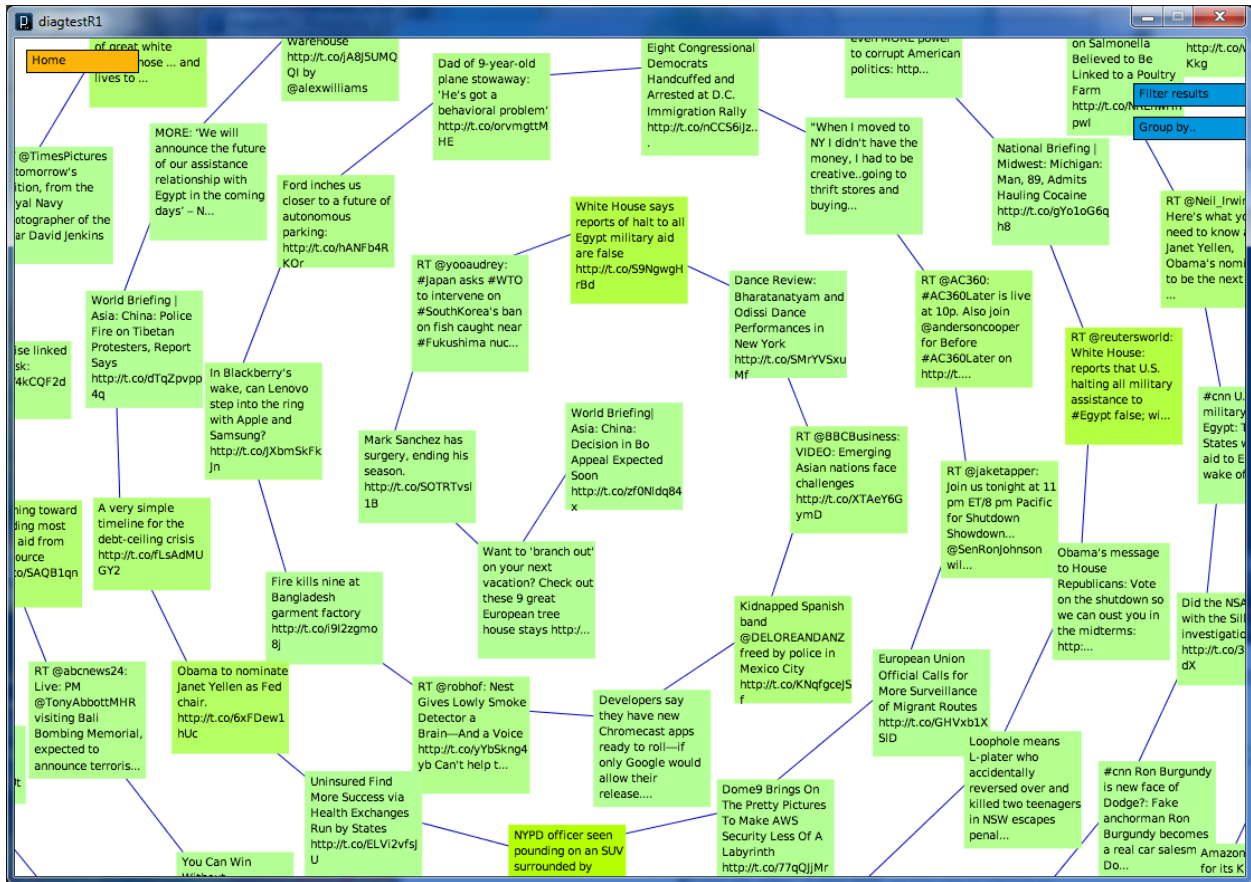 diagtestR1
Home
of great white
lives to ...
Warehouse
http://t.co/jA8J5UMQ
QI by
@alexwilliams
Dad of 9-year-old
plane stowaway:
'He's got a
behavioral problem'
http://t.co/orvmgttM
HE
Eight Congressional
Democrats
Handcuffed and
Arrested at D.C.
Immigration Rally
http://t.co/nCCS6iJz..
.
even MORE power
to corrupt American
politics: http...
on Salmonella
Believed to Be
Linked to a Poultry
Farm
pwI
Kkg
Filter results
Group by..
MORE: ‘We will
announce the future
of our assistance
relationship with
Egypt in the coming
days’ – N...
"When I moved to
NY I didn't have the
money, I had to be
creative..going to
thrift stores and
buying...
National Briefing |
Midwest: Michigan:
Man, 89, Admits
Hauling Cocaine
http://t.co/gYo1oG6q
h8
@TimesPictures
tomorrow's
from the
Navy
of the
David Jenkins
Ford inches us
closer to a future of
autonomous
parking:
http://t.co/hANFb4R
KOr
White House says
reports of halt to all
Egypt military aid
are false
http://t.co/S9NgwgH
rBd
RT @Neil_Irwin
Here's what
need to know
Janet Yellen,
Obama's
to be the next
...
RT @yooaudrey:
#Japan asks #WTO
to intervene on
#SouthKorea's ban
on fish caught near
#Fukushima nuc...
Dance Review:
Bharatanatyam and
Odissi Dance
Performances in
New York
http://t.co/SMrYVSxu
Mf
RT @AC360:
#AC360Later is live
at 10p. Also join
@andersoncooper
for Before
#AC360Later on
http://t....
World Briefing |
Asia: China: Police
Fire on Tibetan
Protesters, Report
Says
http://t.co/dTqZpvpp
4q
RT @reutersworld:
White House:
reports that U.S.
halting all military
assistance to
#Egypt false; wi...
linked
4kCQF2d
In Blackberry's
wake, can Lenovo
step into the ring
with Apple and
Samsung?
http://t.co/JXbmSkFk
Jn
#cnn U.
military
Egypt:
States
aid to
wake of
World Briefing|
Asia: China:
Decision in Bo
Appeal Expected
Soon
http://t.co/zf0Nldq84
x
Mark Sanchez has
surgery, ending his
season.
http://t.co/SOTRTvsl
1B
RT @BBCBusiness:
VIDEO: Emerging
Asian nations face
challenges
http://t.co/XTAeY6G
ymD
RT @jaketapper:
Join us tonight at 11
pm ET/8 pm Pacific
for Shutdown
Showdown...
@SenRonJohnson
wil...
toward
most
aid from
A very simple
timeline for the
debt-ceiling crisis
http://t.co/fLsAdMU
GY2
Want to 'branch out'
on your next
vacation? Check out
these 9 great
European tree
house stays http:/...
Obama's message
to House
Republicans: Vote
on the shutdown so
we can oust you in
the midterms:
http:...
Fire kills nine at
Bangladesh
garment factory
http://t.co/i9l2zgmo
8j
Kidnapped Spanish
band
@DELOREANDANZ
freed by police in
Mexico City
http://t.co/KNqfgceJS
f
Did the NSA
with the
http://t.co/3
dX
RT @abcnews24:
Live: PM
@TonyAbbottMHR
visiting Bali
Bombing Memorial,
expected to
announce terroris...
Obama to nominate
Janet Yellen as Fed
chair.
http://t.co/6xFDew1
hUc
RT @robhof: Nest
Gives Lowly Smoke
Detector a
Brain—And a Voice
http://t.co/yYbSkng4
yb Can't help t...
Developers say
they have new
Chromecast apps
ready to roll—if
only Google would
allow their
release....
European Union
Official Calls for
More Surveillance
of Migrant Routes
http://t.co/GHVxb1X
SlD
Loophole means
L-plater who
accidentally
reversed over and
killed two teenagers
in NSW escapes
penal...
Uninsured Find
More Success via
Health Exchanges
Run by States
http://t.co/ELVi2vfsJ
U
Dome9 Brings On
The Pretty Pictures
To Make AWS
Security Less Of A
Labyrinth
http://t.co/77qQJjMr
#cnn Ron Burgundy
is new face of
Dodge?: Fake
anchorman Ron
Burgundy becomes
a real car salesm
Do...
NYPD officer seen
pounding on an SUV
surrounded by
You Can Win
Without
Amazon
for its K